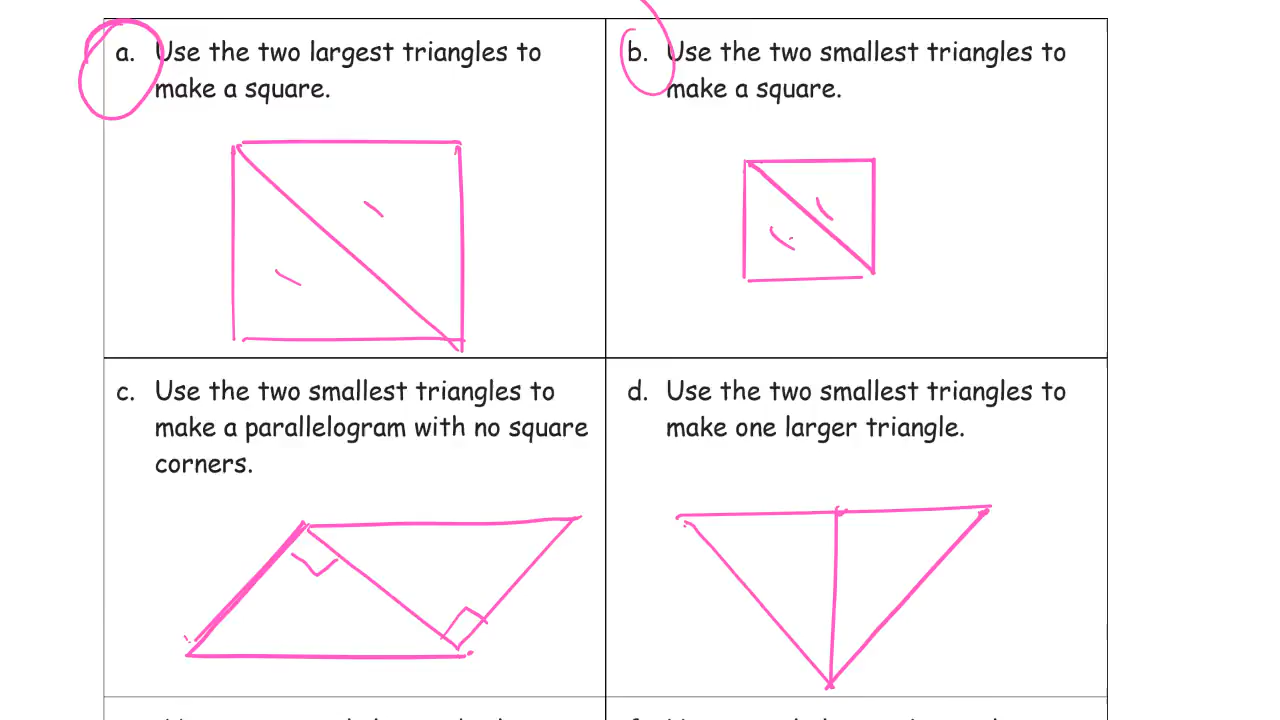 a. Use the two largest triangles to
make a square.
b. Use the two smallest triangles to
make a square.
c. Use the two smallest triangles to
make a parallelogram with no square
corners.
d. Use the two smallest triangles to
make one larger triangle.